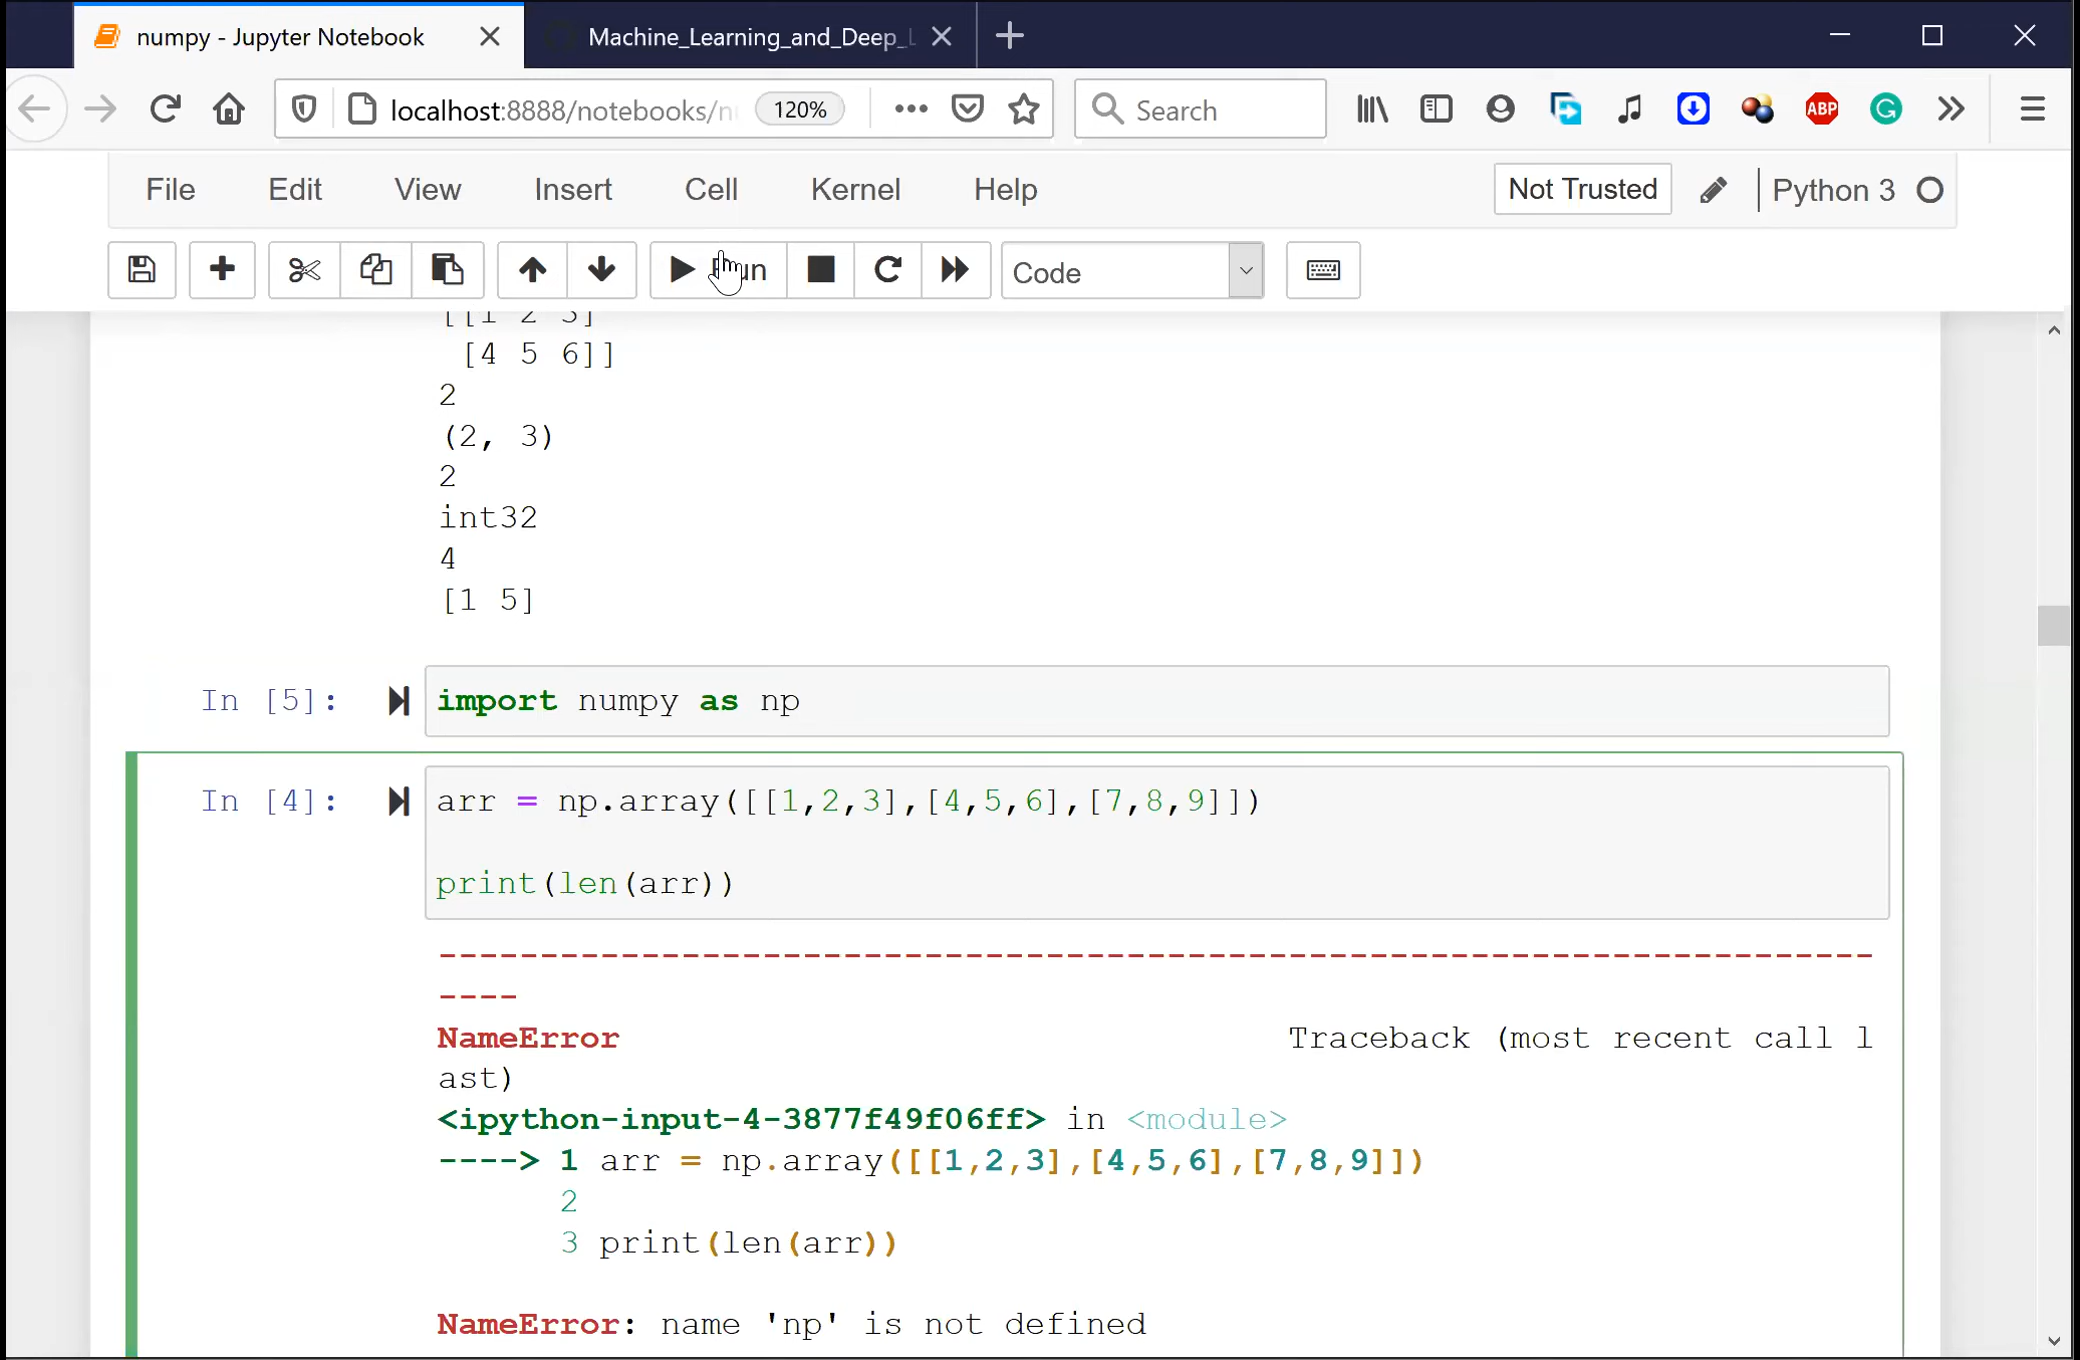 numpy - Jupyter Notebook
Machine_Learning_and_Deep_L
localhost:8888/notebooks/n
120%
Search
ABP
File Edit View Insert Cell Kernel Help
Not Trusted
Python 3
Code
[[1 2 3]
[4 5 6]]
2
(2, 3)
2
int32
4
[1 5]
In [5]: import numpy as np
In [4]: arr = np.array([[1,2,3],[4,5,6],[7,8,9]])
print(len(arr))
--------------------------------------------------------------------------
----
NameError Traceback (most recent call l
ast)
<ipython-input-4-3877f49f06ff> in <module>
----> 1 arr = np.array([[1,2,3],[4,5,6],[7,8,9]])
2
3 print(len(arr))
NameError: name 'np' is not defined